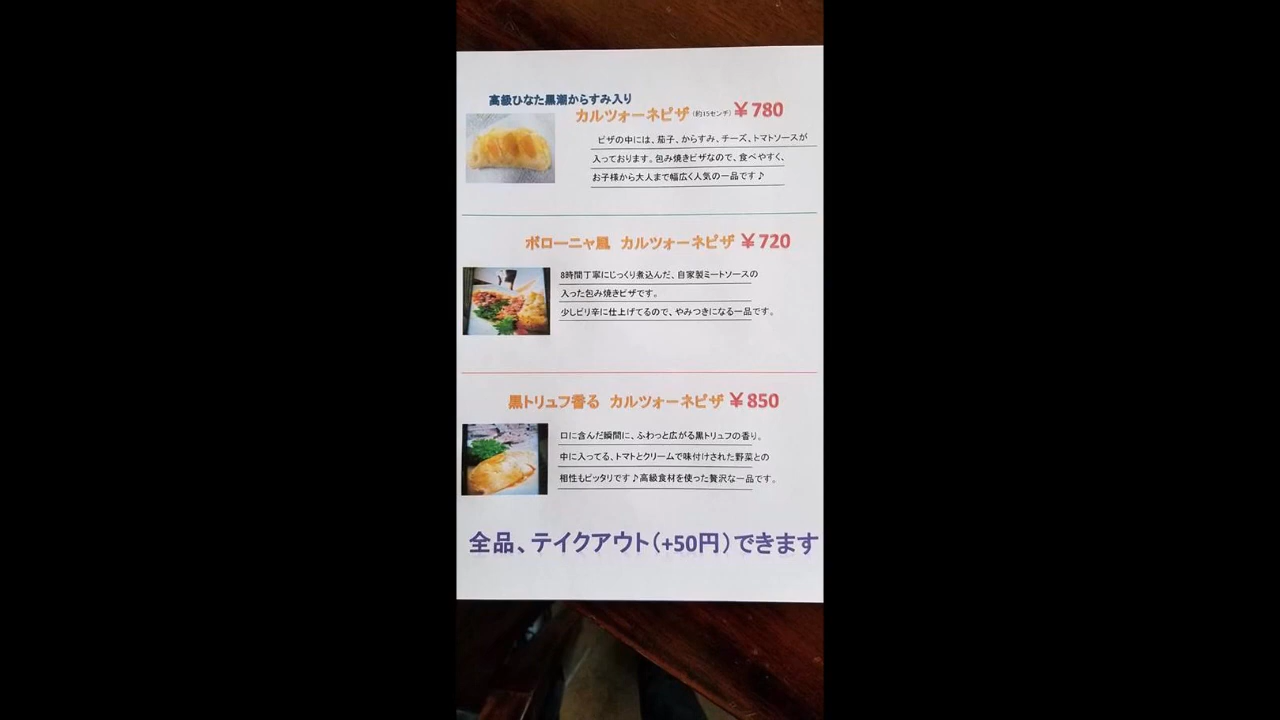 高級ひなた黒潮からすみ入り
カルツォーネピザ(約15センチ)￥780
ピザの中には、茄子、からすみ、チーズ、トマトソースが
入っております。包み焼きピザなので、食べやすく、
お子様から大人まで幅広く人気の一品です♪
ボローニャ風 カルツォーネピザ￥720
8時間丁寧にじっくり煮込んだ、自家製ミートソースの
入った包み焼きピザです。
少しピリ辛に仕上げてるので、やみつきになる一品です。
黒トリュフ香る カルツォーネピザ￥850
口に含んだ瞬間に、ふわっと広がる黒トリュフの香り。
中に入ってる、トマトとクリームで味付けされた野菜との
相性もピッタリです♪高級食材を使った贅沢な一品です。
全品、テイクアウト(+50円)できます